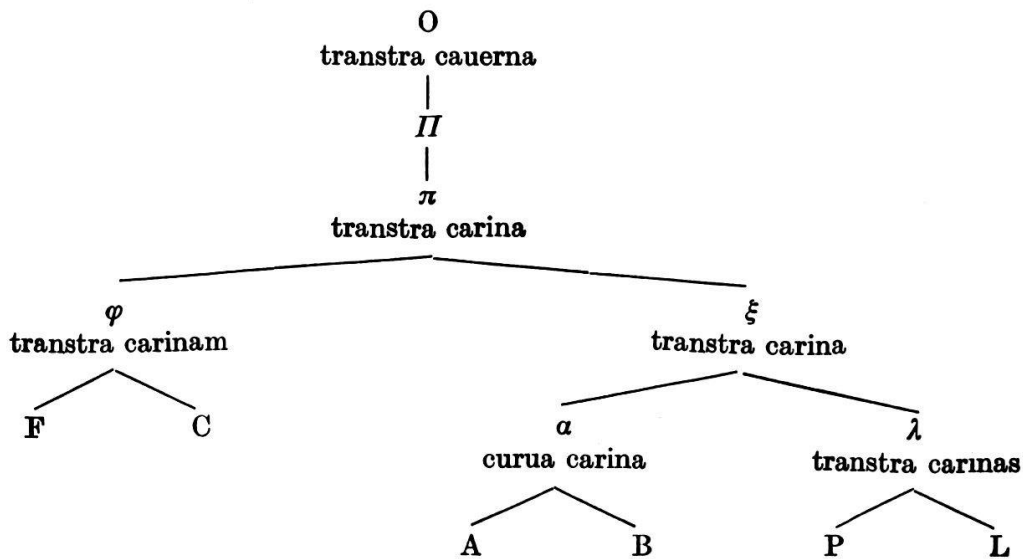 O
transtra cauerna
Π
π
transtra carina
φ
transtra carinam
ξ
transtra carina
F
C
α
curua carina
λ
transtra carinas
A
B
P
L